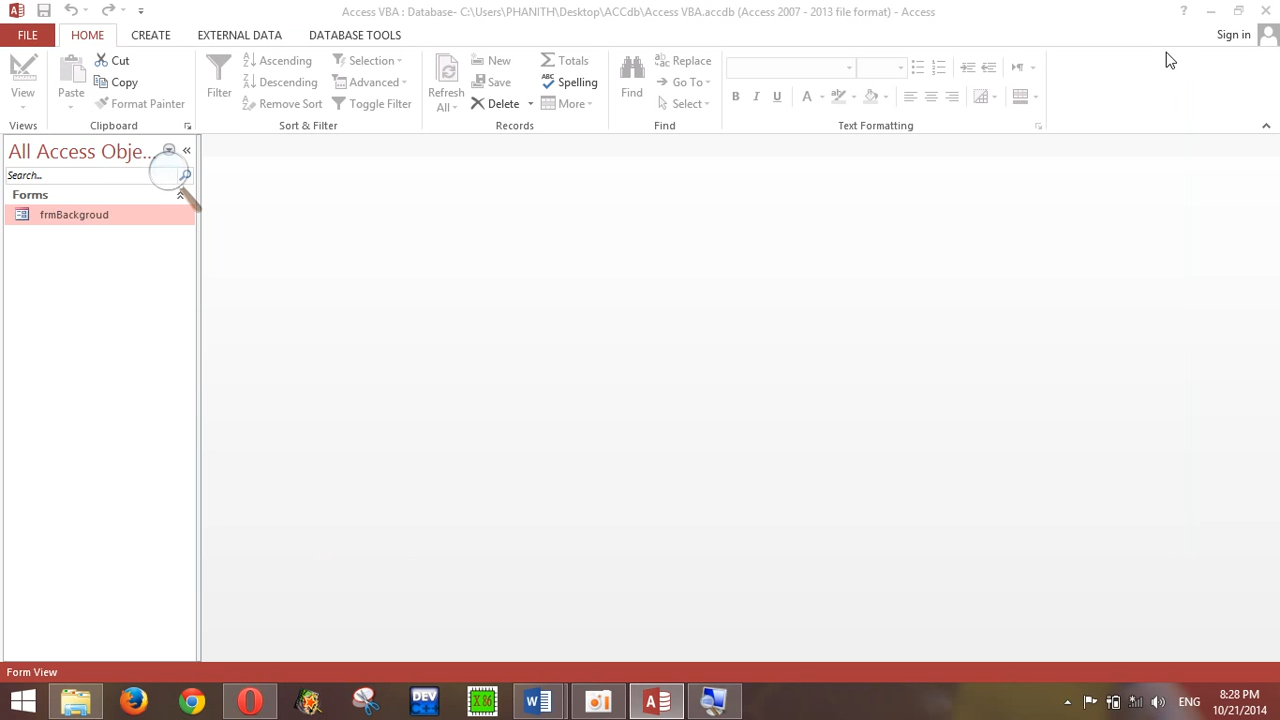 Access VBA : Database- C:\Users\PHANITH\Desktop\ACCdb\Access VBA.accdb (Access 2007 - 2013 file format) - Access
FILE HOME CREATE EXTERNAL DATA DATABASE TOOLS Sign in
View
Views
Paste
Cut
Copy
Format Painter
Clipboard
Filter
Ascending
Descending
Remove Sort
Selection
Advanced
Toggle Filter
Sort & Filter
Refresh
All
New
Save
Delete
Totals
Spelling
More
Records
Find
Replace
Go To
Select
Find
B I U A
Text Formatting
All Access Obje...
Search...
Forms
frmBackgroud
Form View
DEV
C++
X 86
ENG
8:28 PM
10/21/2014